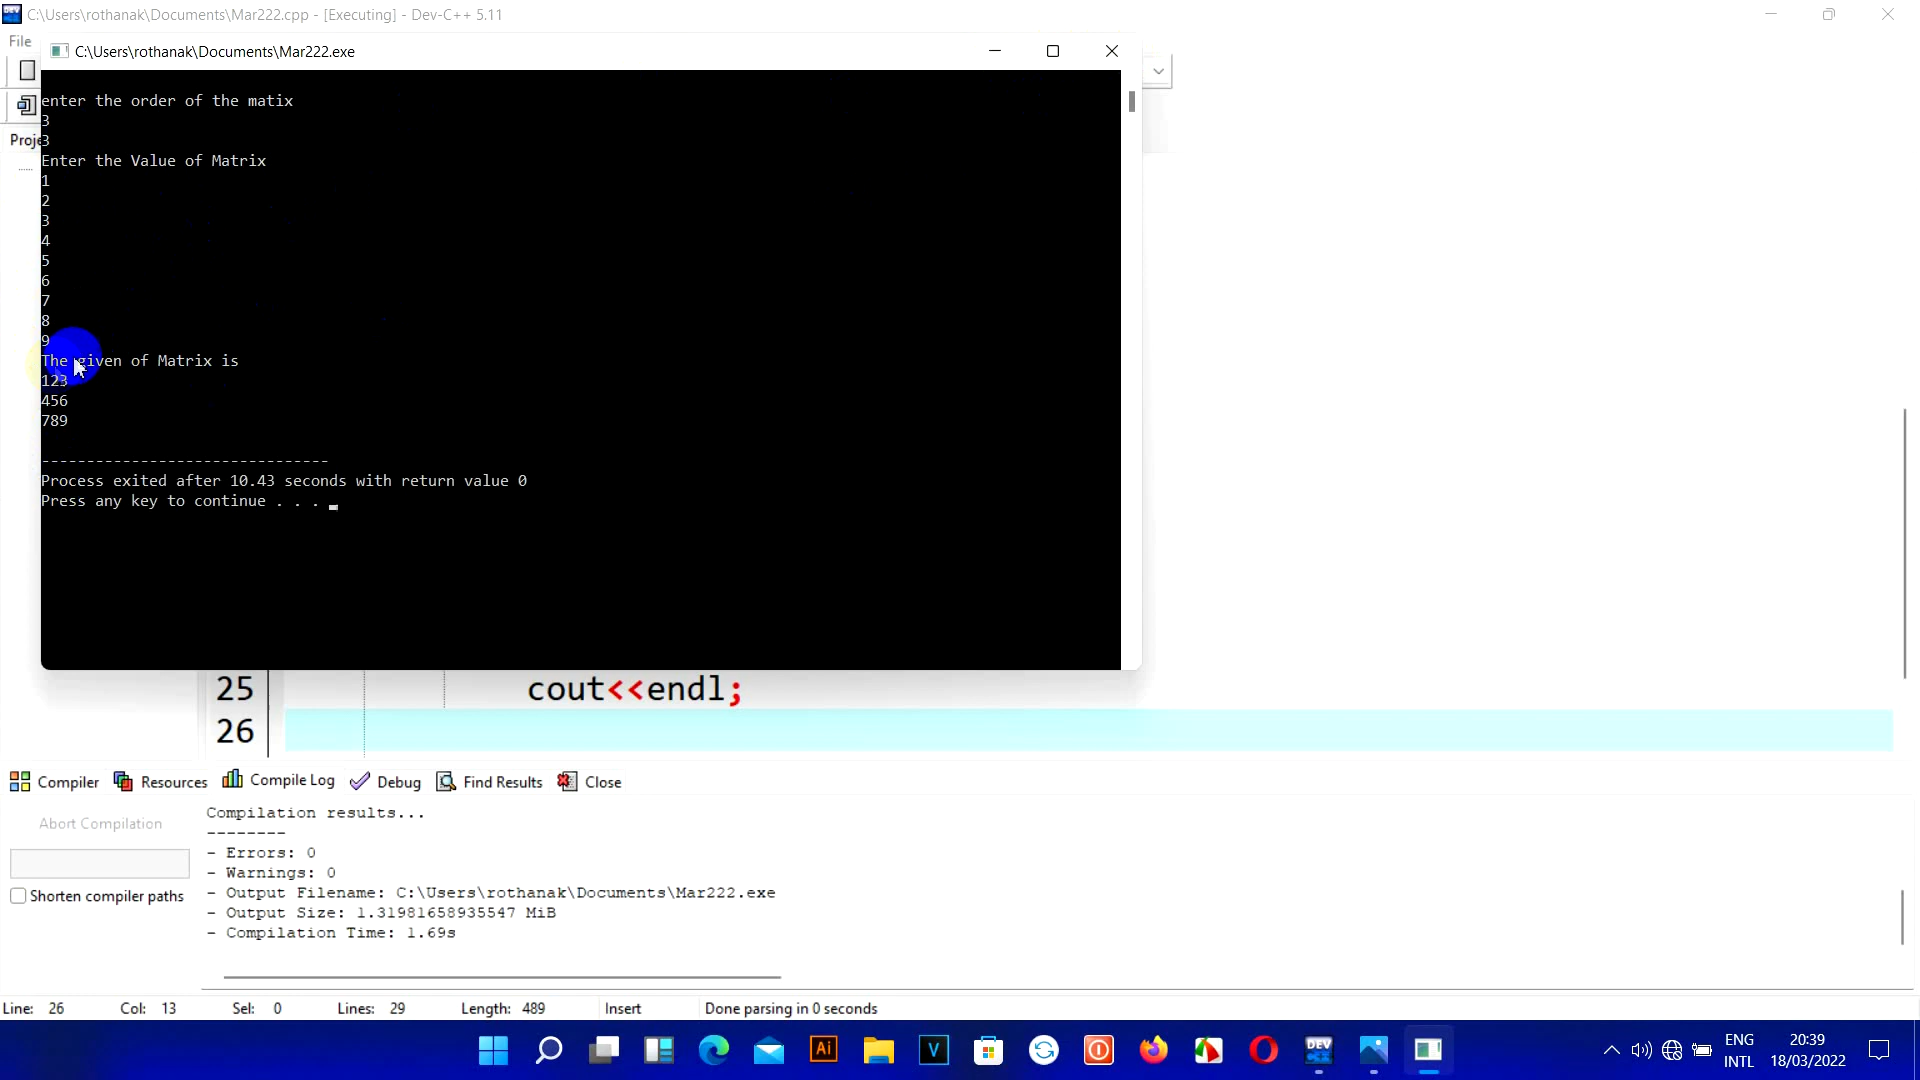 C:\Users\rothanak\Documents\Mar222.cpp - [Executing] - Dev-C++ 5.11
File
C:\Users\rothanak\Documents\Mar222.exe
Proje
enter the order of the matix
3
3
Enter the Value of Matrix
1
2
3
4
5
6
7
8
9
The given of Matrix is
123
456
789
--------------------------------
Process exited after 10.43 seconds with return value 0
Press any key to continue . . .
25 cout<<endl;
26
Compiler Resources Compile Log Debug Find Results Close
Abort Compilation
Shorten compiler paths
Compilation results...
--------
- Errors: 0
- Warnings: 0
- Output Filename: C:\Users\rothanak\Documents\Mar222.exe
- Output Size: 1.31981658935547 MiB
- Compilation Time: 1.69s
Line: 26 Col: 13 Sel: 0 Lines: 29 Length: 489 Insert Done parsing in 0 seconds
Ai V DEV
ENG 20:39
INTL 18/03/2022